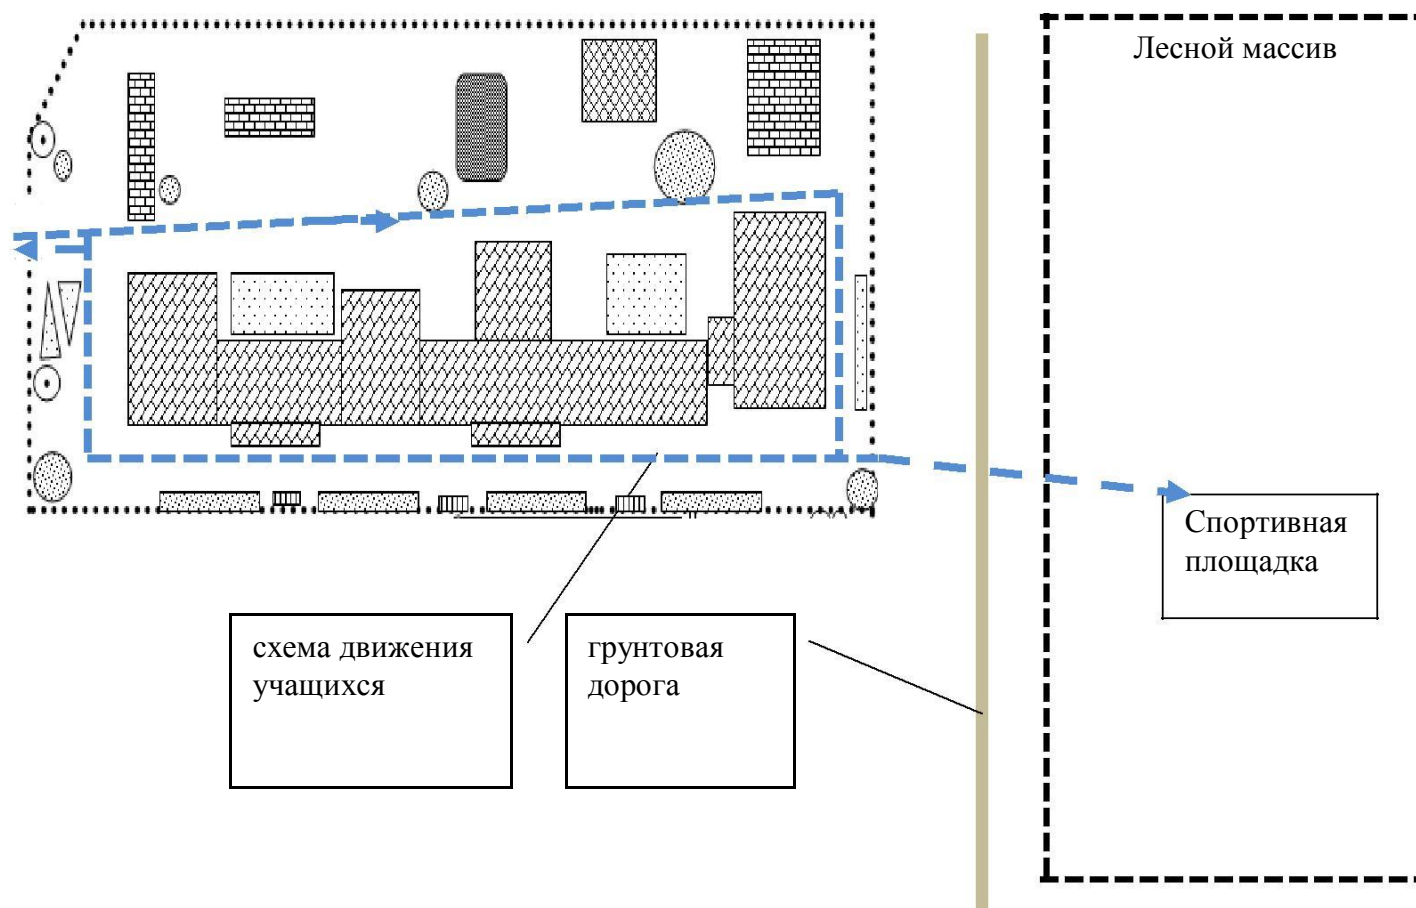 Лесной массив
Спортивная
площадка
схема движения
учащихся
грунтовая
дорога